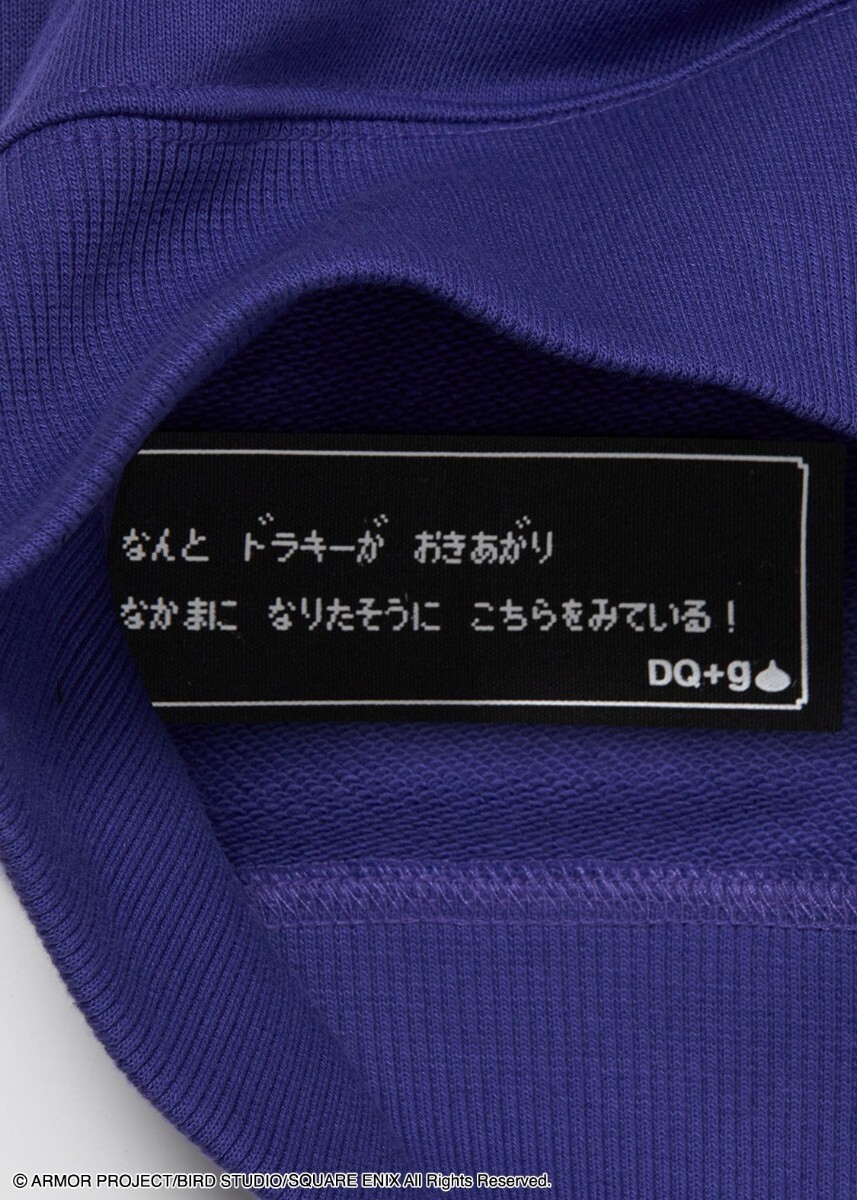 なんと ドラキーが おきあがり
なかまに なりたそうに こちらをみている！
DQ+g
© ARMOR PROJECT/BIRD STUDIO/SQUARE ENIX All Rights Reserved.